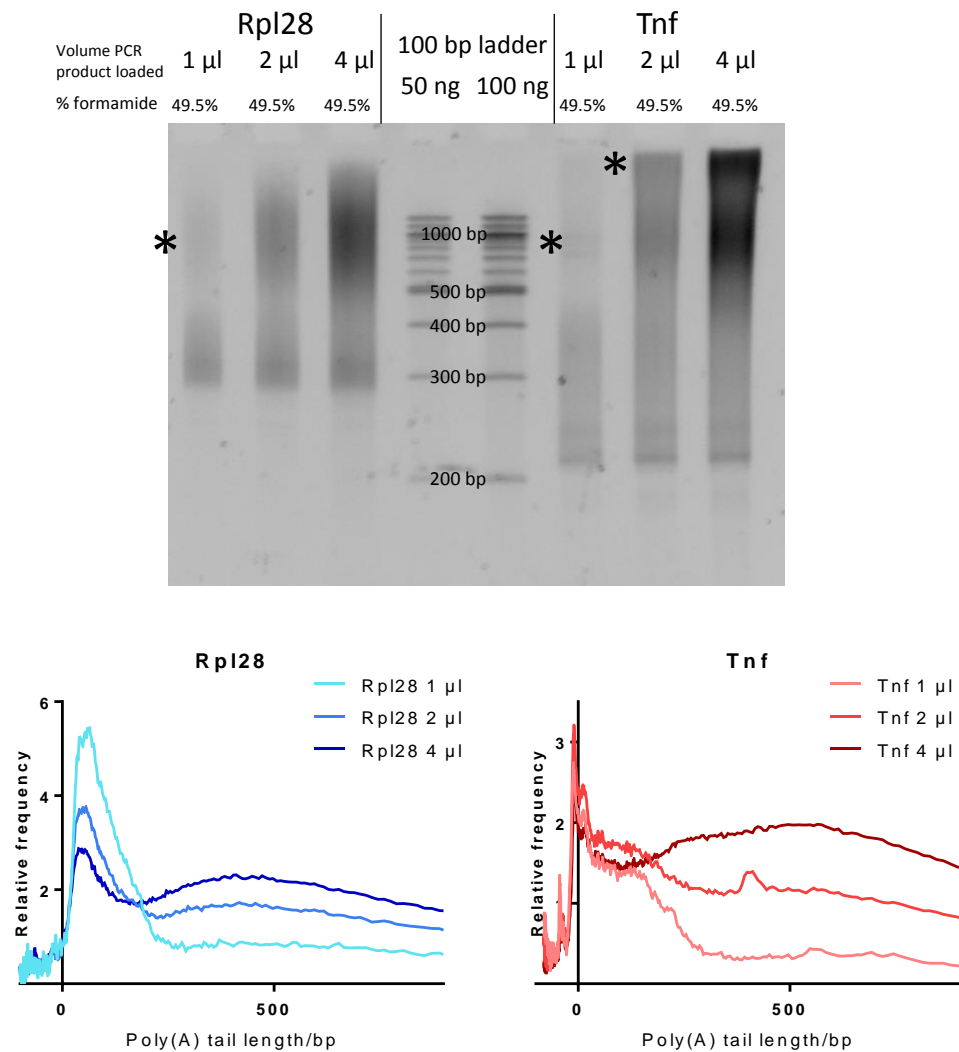 Rpl28
Tnf
100 bp ladder
Volume PCR product loaded
1 µl 2 µl 4 µl
50 ng 100 ng
1 µl 2 µl 4 µl
% formamide
49.5% 49.5% 49.5%
49.5% 49.5% 49.5%
*
*
*
1000 bp
500 bp
400 bp
300 bp
200 bp
Rpl28
Rpl28 1 µl
Rpl28 2 µl
Rpl28 4 µl
Relative frequency
6
4
2
0 500
Poly(A) tail length/bp
Tnf
Tnf 1 µl
Tnf 2 µl
Tnf 4 µl
Relative frequency
3
2
1
0 500
Poly(A) tail length/bp